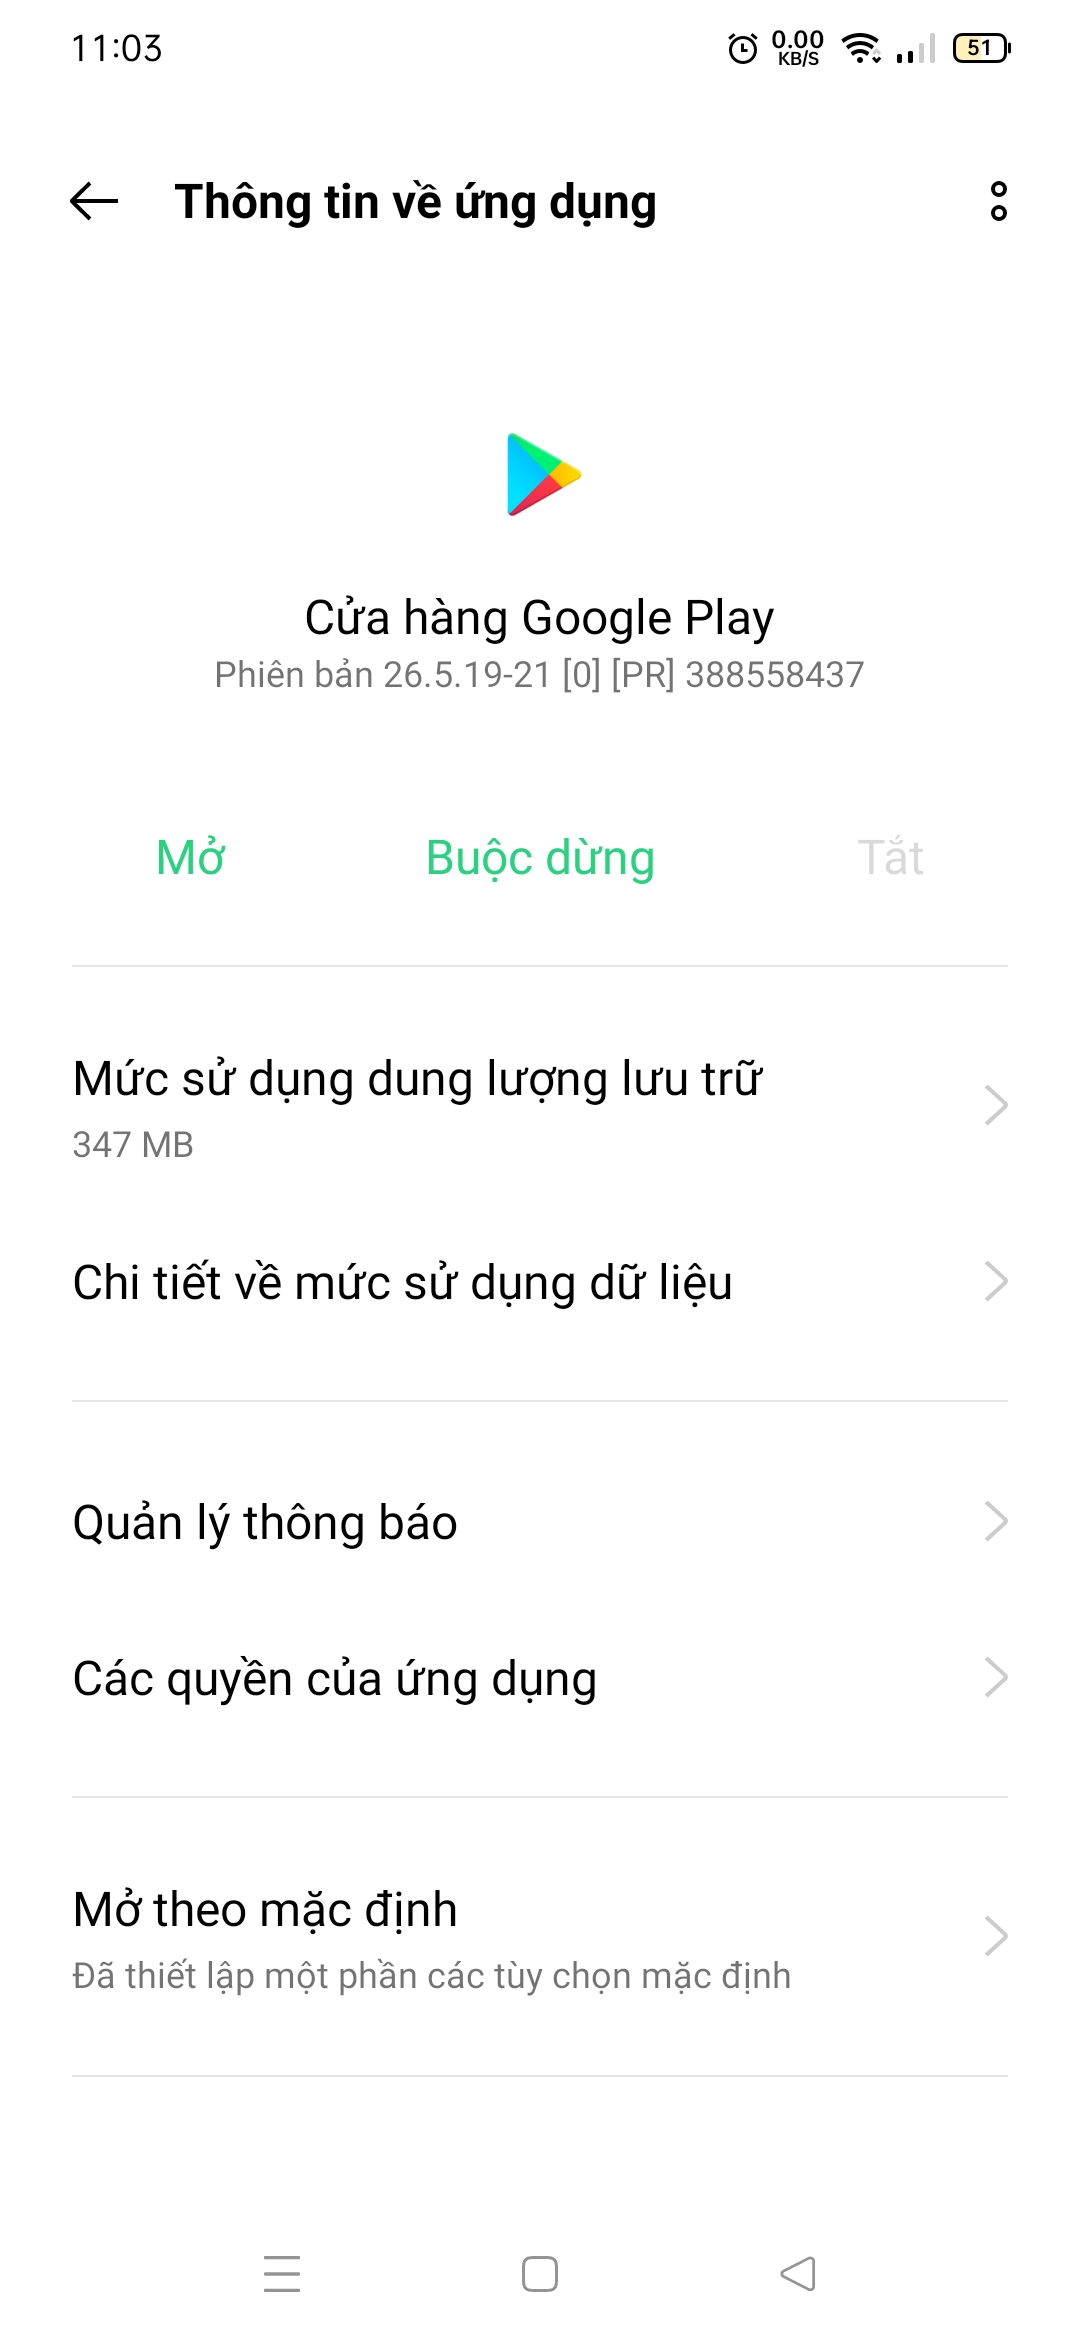 11:03
0.00
KB/S
51
Thông tin về ứng dụng
Cửa hàng Google Play
Phiên bản 26.5.19-21 [0] [PR] 388558437
Mở
Buộc dừng
Tắt
Mức sử dụng dung lượng lưu trữ
347 MB
Chi tiết về mức sử dụng dữ liệu
Quản lý thông báo
Các quyền của ứng dụng
Mở theo mặc định
Đã thiết lập một phần các tùy chọn mặc định